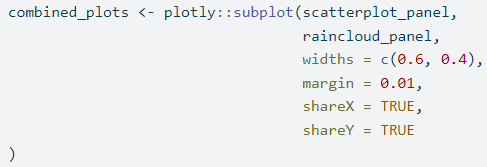 combined_plots <- plotly::subplot(scatterplot_panel,
raincloud_panel,
widths = c(0.6, 0.4),
margin = 0.01,
shareX = TRUE,
shareY = TRUE
)